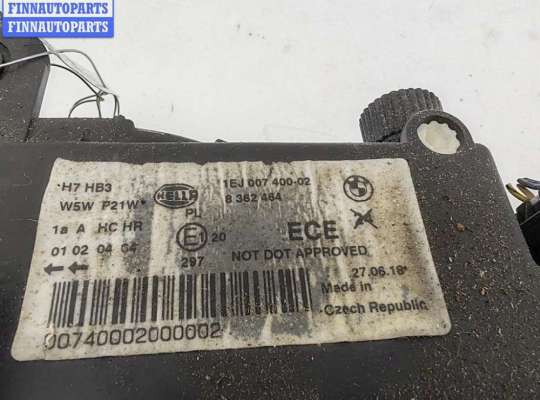 FINNAUTOPARTS
FINNAUTOPARTS
H7 HB3
W5W P21W*
HELLA
1EJ 007 400-02
8 362 464
PL
1a A HC HR
01 02 04 04
E1 20
297
ECE
NOT DOT APPROVED
27.06.18*
Made in
Czech Republic
00740002000002